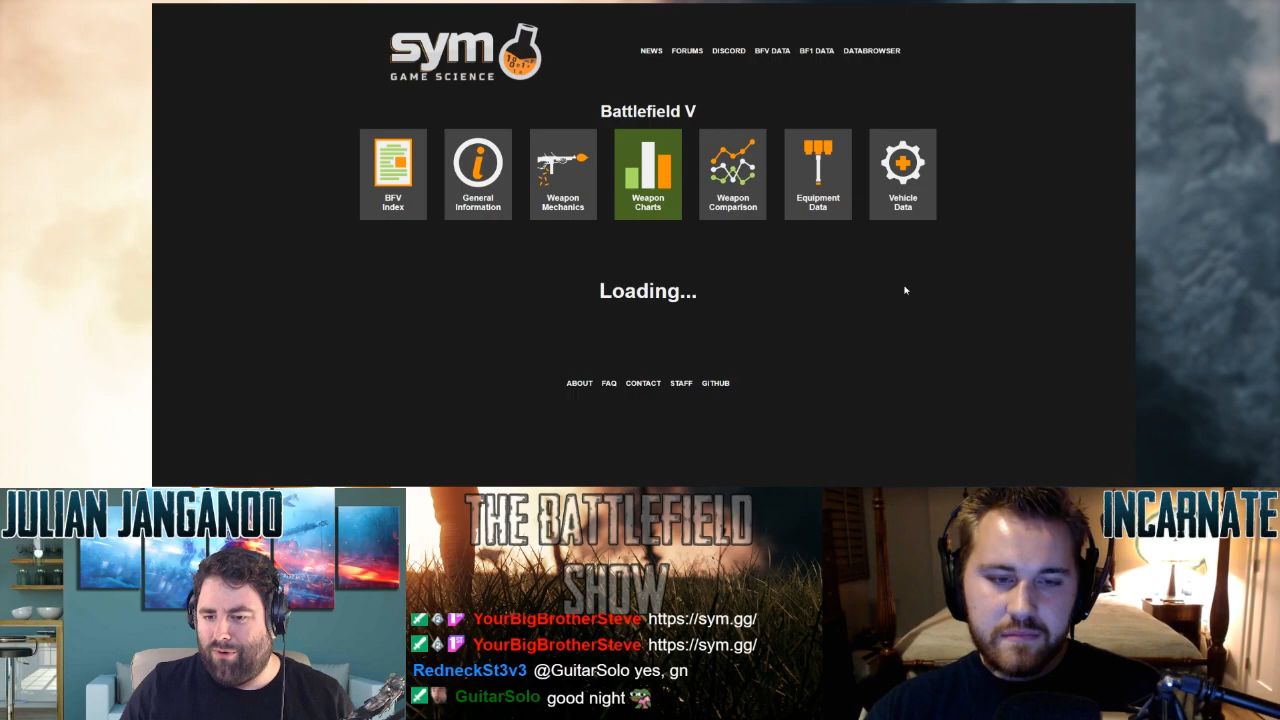 sym
GAME SCIENCE
NEWS FORUMS DISCORD BFV DATA BF1 DATA DATABROWSER
Battlefield V
BFV
Index
General
Information
Weapon
Mechanics
Weapon
Charts
Weapon
Comparison
Equipment
Data
Vehicle
Data
Loading...
ABOUT FAQ CONTACT STAFF GITHUB
JULIAN JANGANOO
THE BATTLEFIELD
SHOW
INCARNATE
YourBigBrotherSteve https://sym.gg/
YourBigBrotherSteve https://sym.gg/
RedneckSt3v3 @GuitarSolo yes, gn
GuitarSolo good night